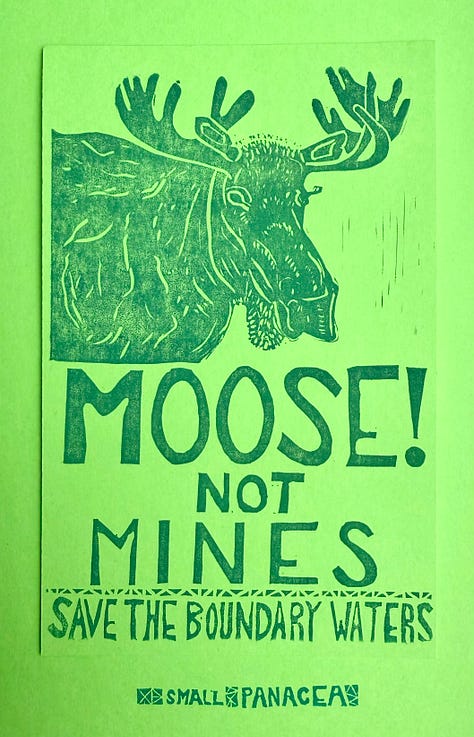 MOOSE!
NOT
MINES
SAVE THE BOUNDARY WATERS
SMALL PANACEA